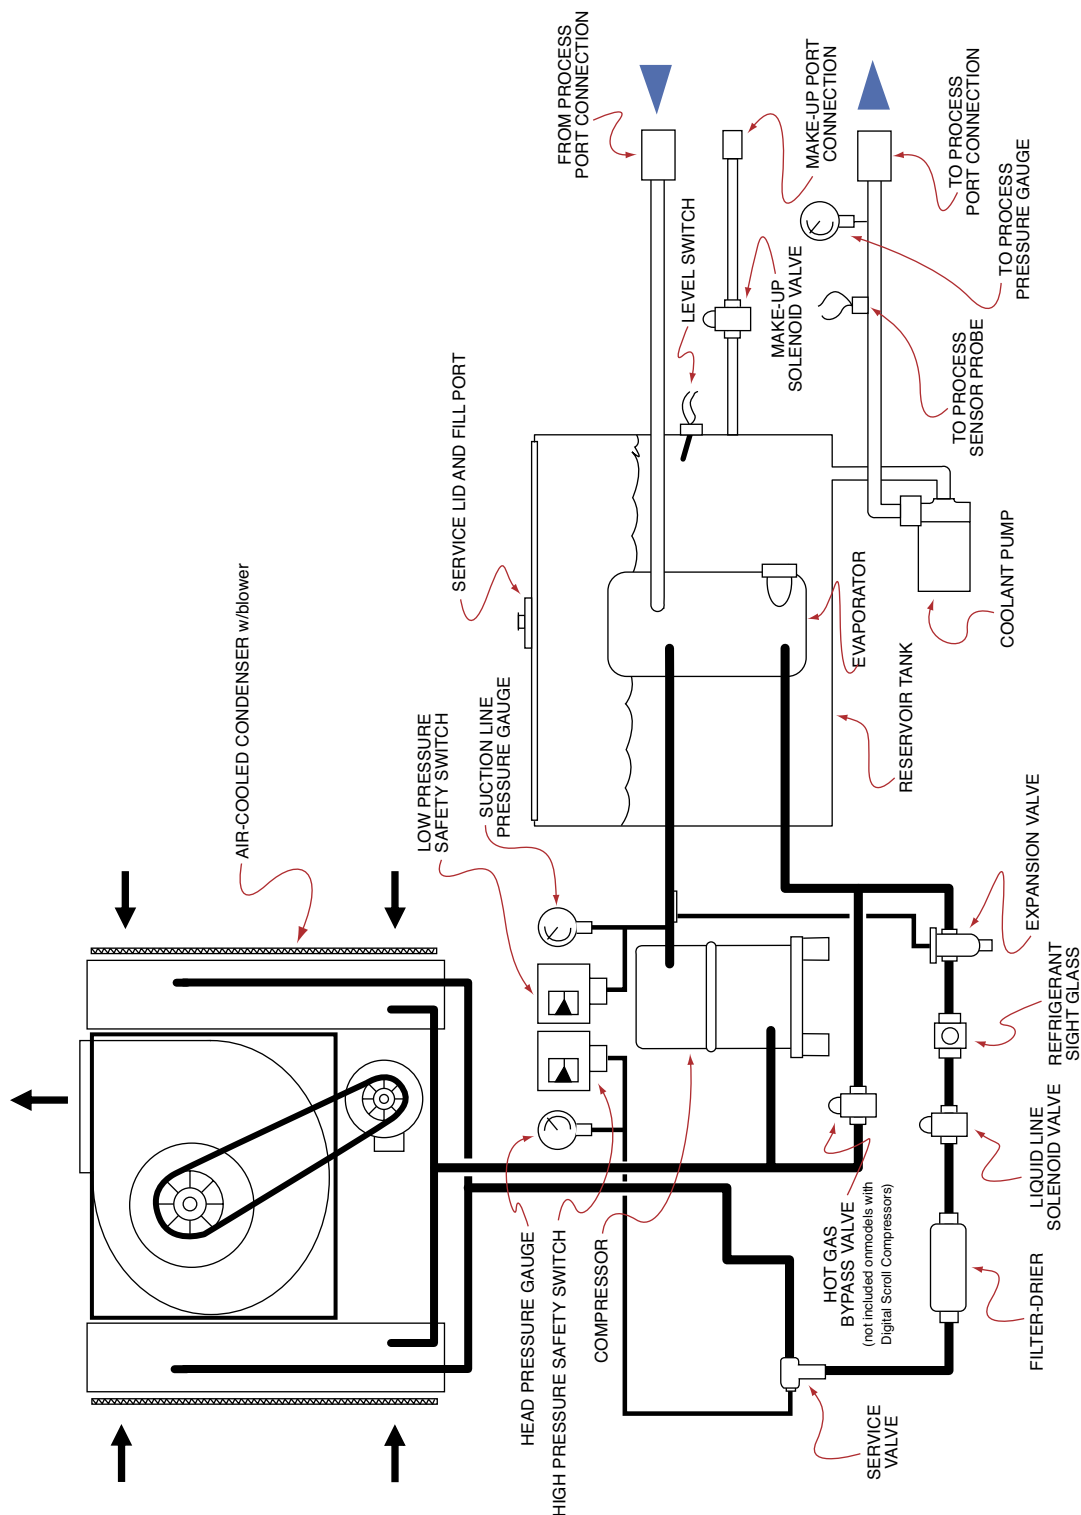 AIR-COOLED CONDENSER w/blower
SERVICE LID AND FILL PORT
FROM PROCESS
PORT CONNECTION
LEVEL SWITCH
MAKE-UP
SOLENOID VALVE
MAKE-UP PORT
CONNECTION
TO PROCESS
PORT CONNECTION
TO PROCESS
PRESSURE GAUGE
TO PROCESS
SENSOR PROBE
COOLANT PUMP
EVAPORATOR
RESERVOIR TANK
LOW PRESSURE
SAFETY SWITCH
SUCTION LINE
PRESSURE GAUGE
EXPANSION VALVE
REFRIGERANT
SIGHT GLASS
LIQUID LINE
SOLENOID VALVE
FILTER-DRIER
HEAD PRESSURE GAUGE
HIGH PRESSURE SAFETY SWITCH
COMPRESSOR
HOT GAS
BYPASS VALVE
(not included onmodels with
Digital Scroll Compressors)
SERVICE
VALVE